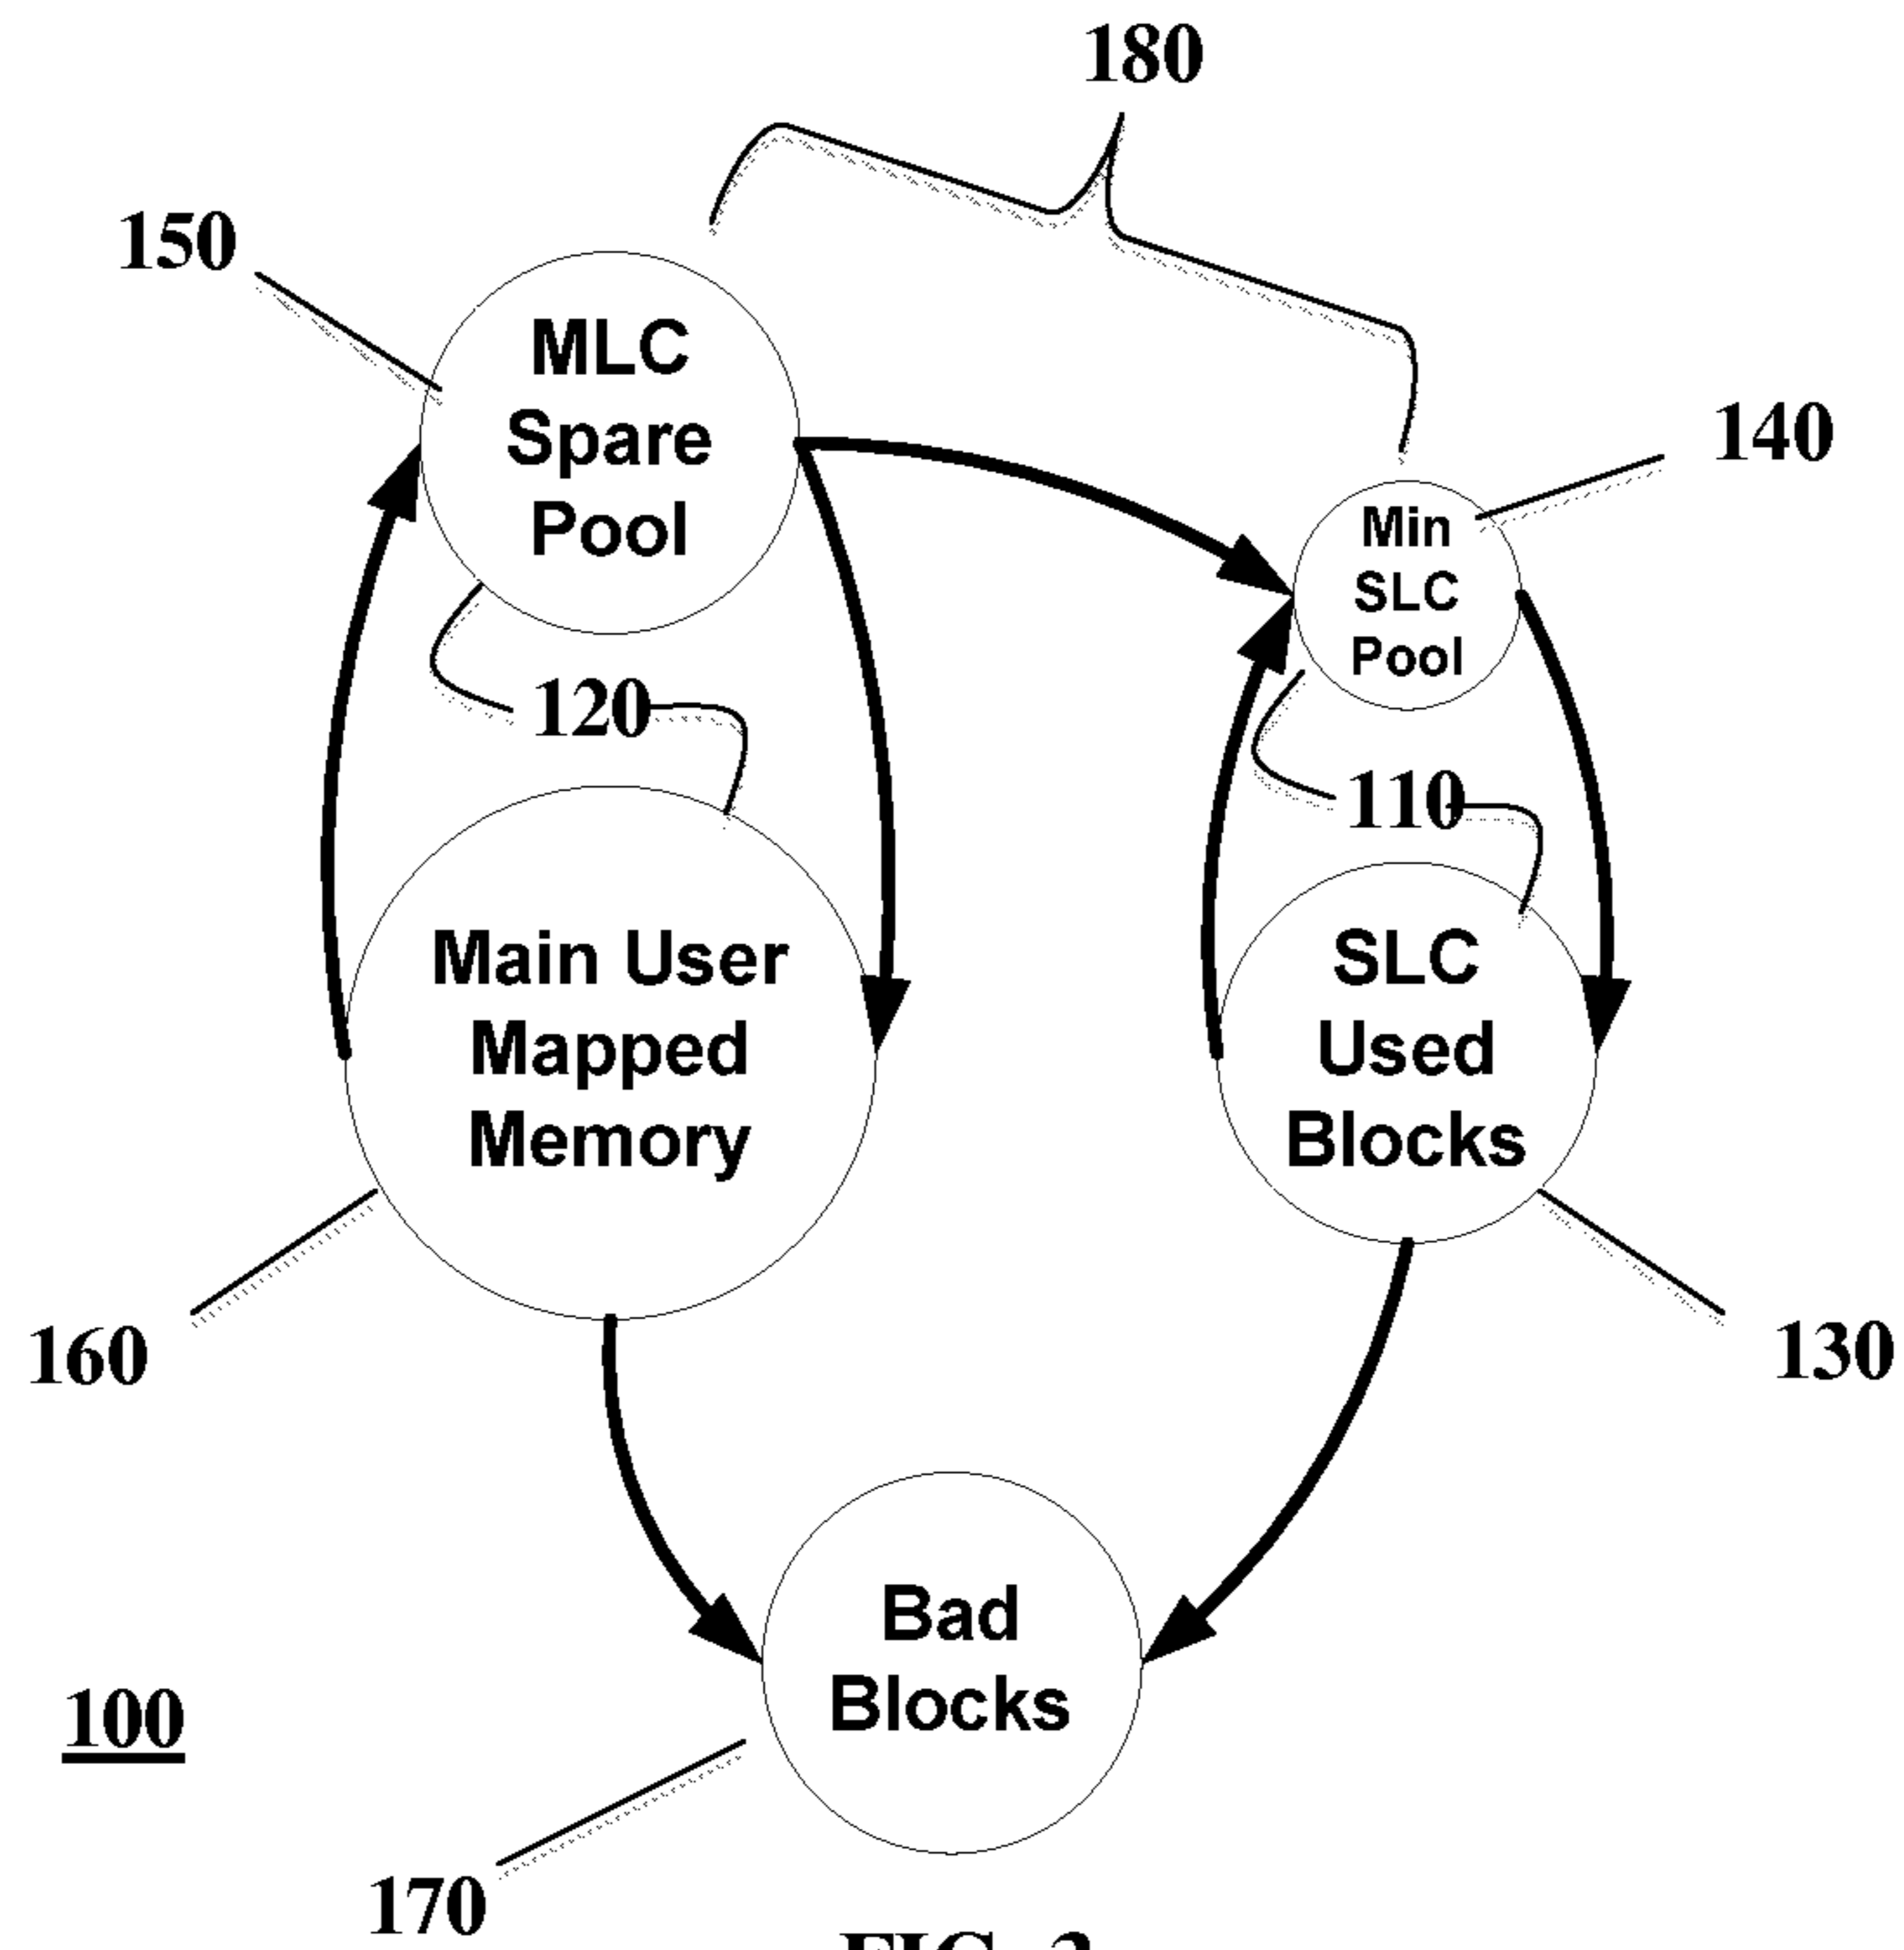 180
150
MLC
Spare
Pool
140
Min
SLC
Pool
120
110
Main User
Mapped
Memory
SLC
Used
Blocks
160
130
Bad
Blocks
100
170